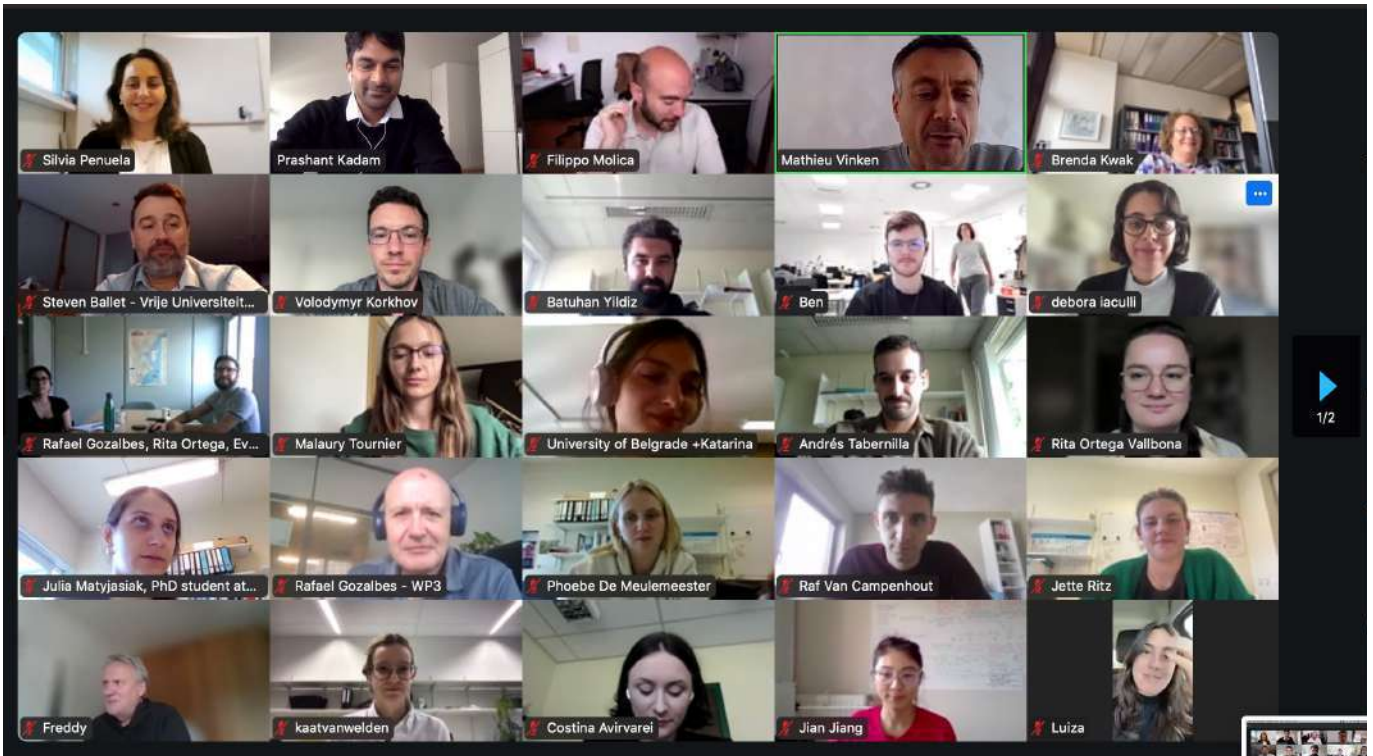 Silvia Penuela
Prashant Kadam
Filippo Molica
Mathieu Vinken
Brenda Kwak
Steven Ballet - Vrije Universiteit...
Volodymyr Korkhov
Batuhan Yildiz
Ben
debora iaculli
Rafael Gozalbes, Rita Ortega, Ev...
Malaury Tournier
University of Belgrade +Katarina
Andrés Tabernilla
Rita Ortega Vallbona
1/2
Julia Matyjasiak, PhD student at...
Rafael Gozalbes - WP3
Phoebe De Meulemeester
Raf Van Campenhout
Jette Ritz
Freddy
kaatvanwelden
Costina Avirvarei
Jian Jiang
Luiza